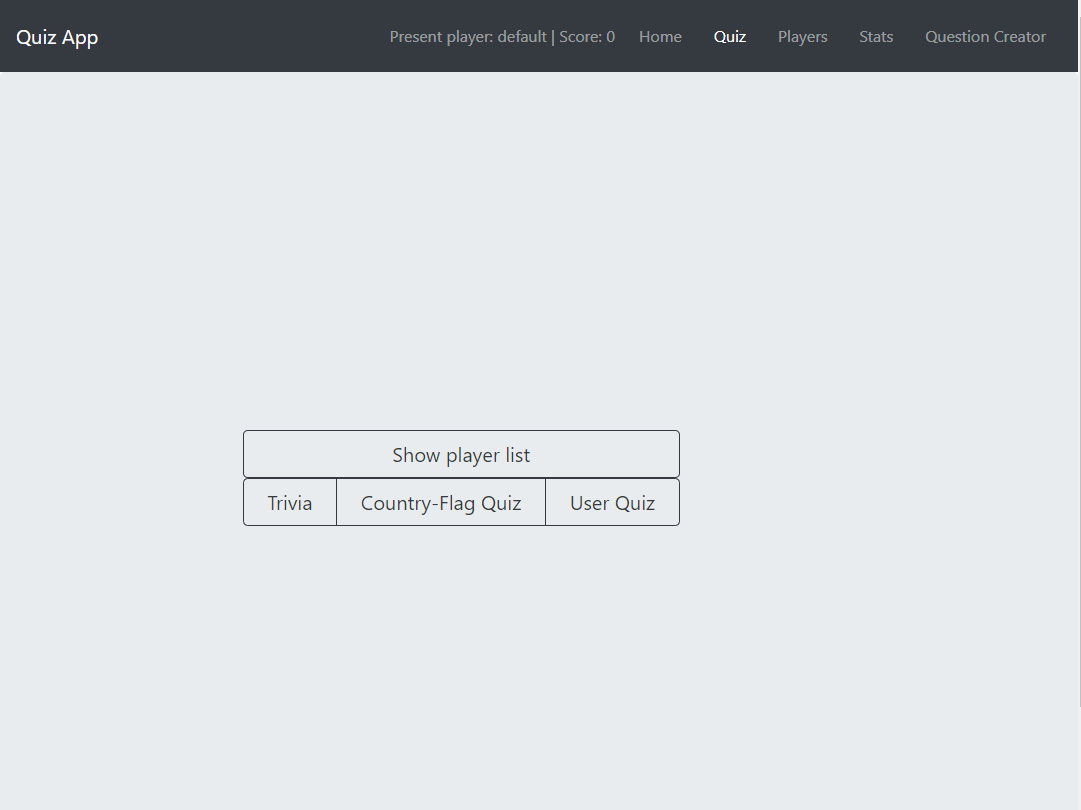 Quiz App Present player: default | Score: 0 Home Quiz Players Stats Question Creator
Show player list
Trivia Country-Flag Quiz User Quiz